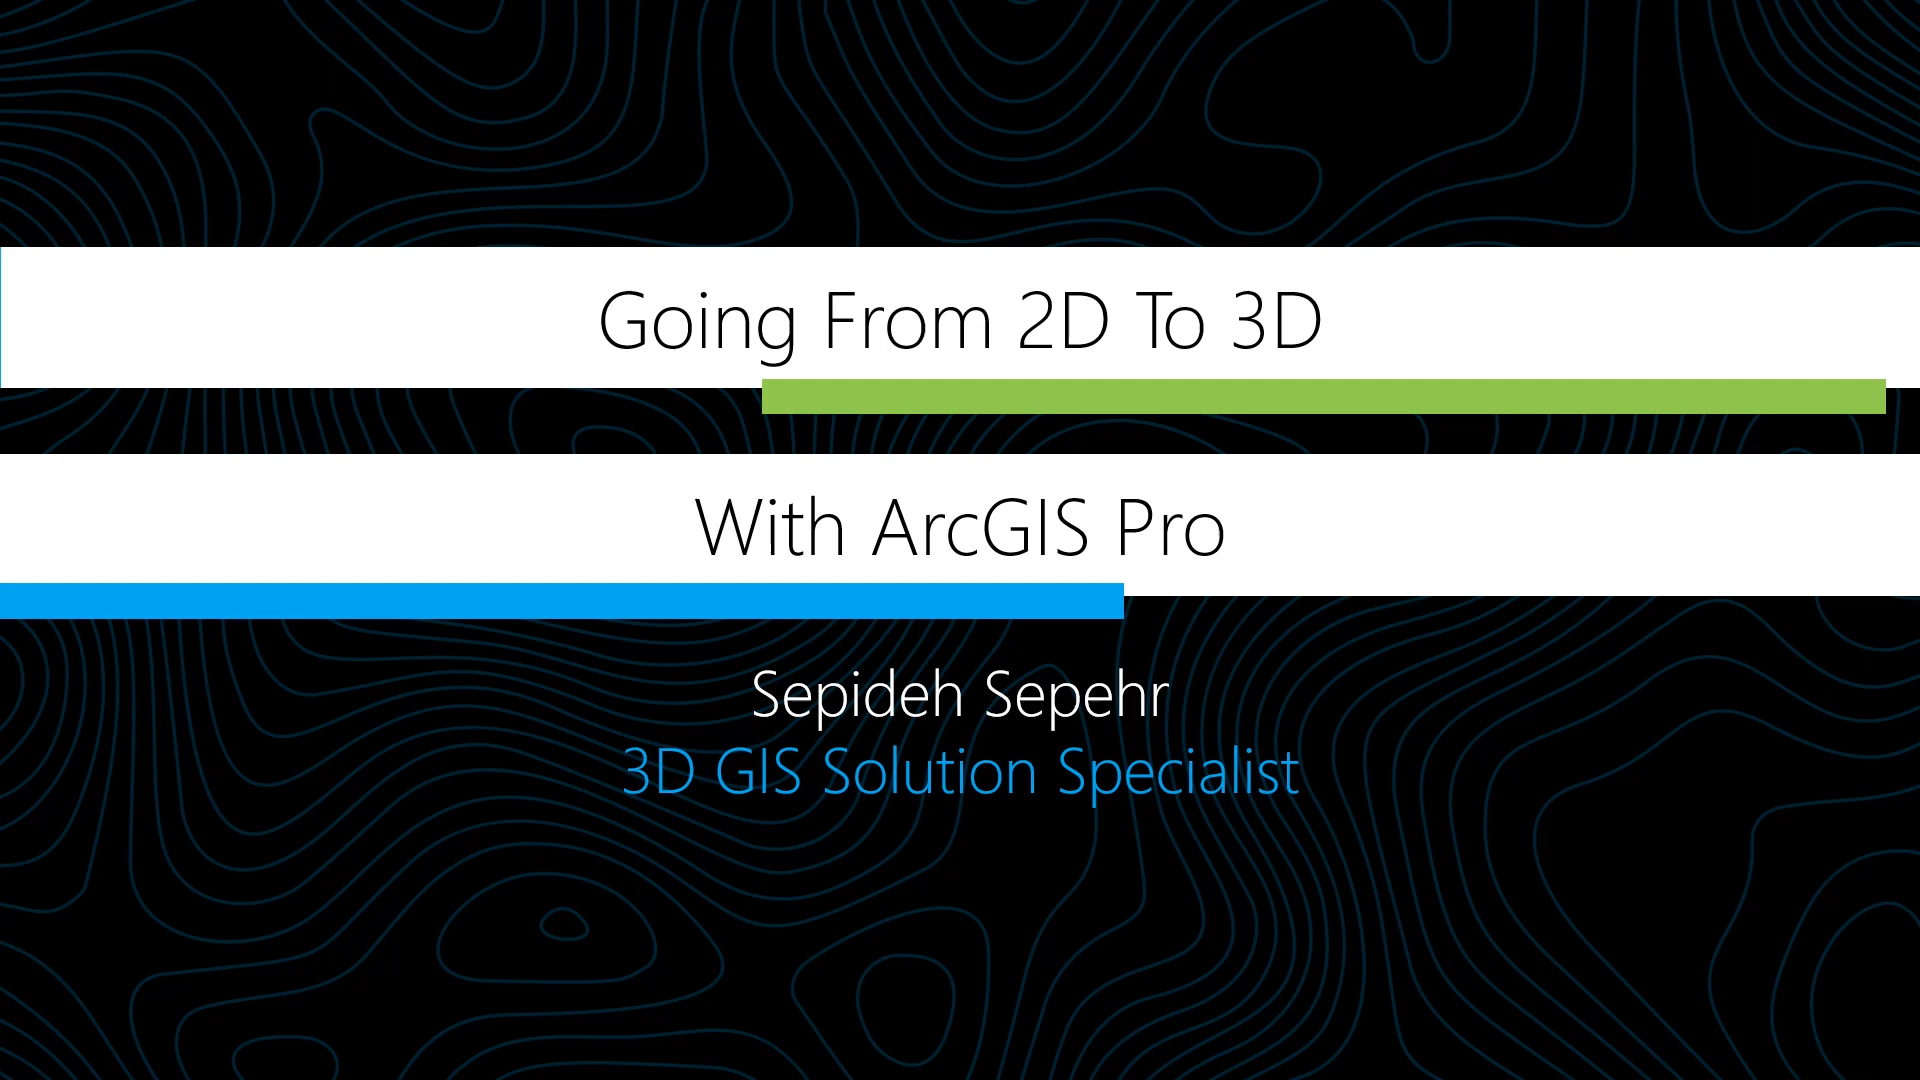 Going From 2D To 3D
With ArcGIS Pro
Sepideh Sepehr
3D GIS Solution Specialist